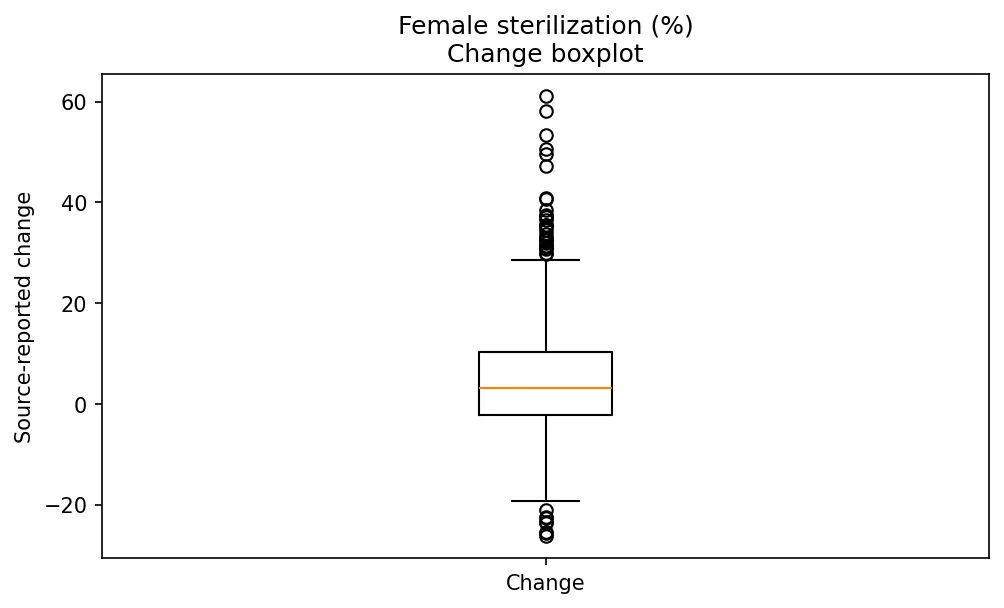 Female sterilization (%)
Change boxplot
Source-reported change
60
40
20
0
−20
Change